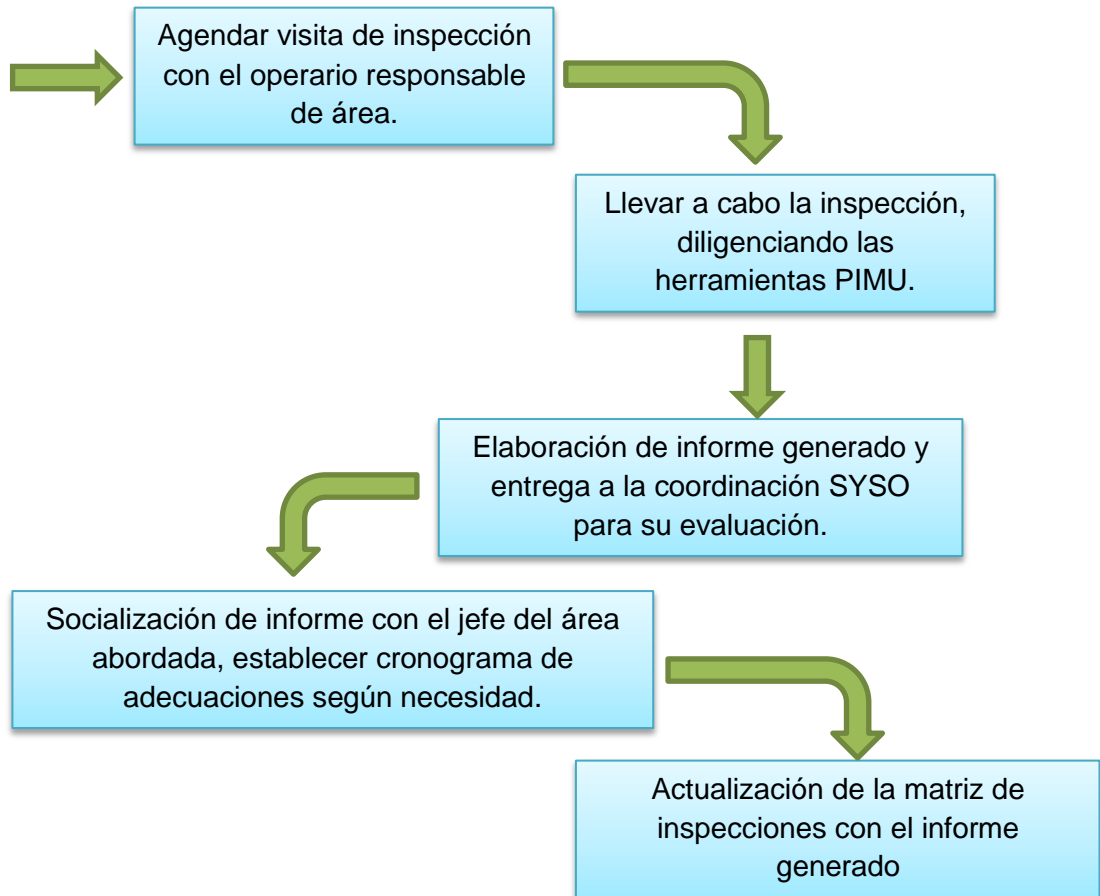 Agendar visita de inspección
con el operario responsable
de área.
Llevar a cabo la inspección,
diligenciando las
herramientas PIMU.
Elaboración de informe generado y
entrega a la coordinación SYSO
para su evaluación.
Socialización de informe con el jefe del área
abordada, establecer cronograma de
adecuaciones según necesidad.
Actualización de la matriz de
inspecciones con el informe
generado